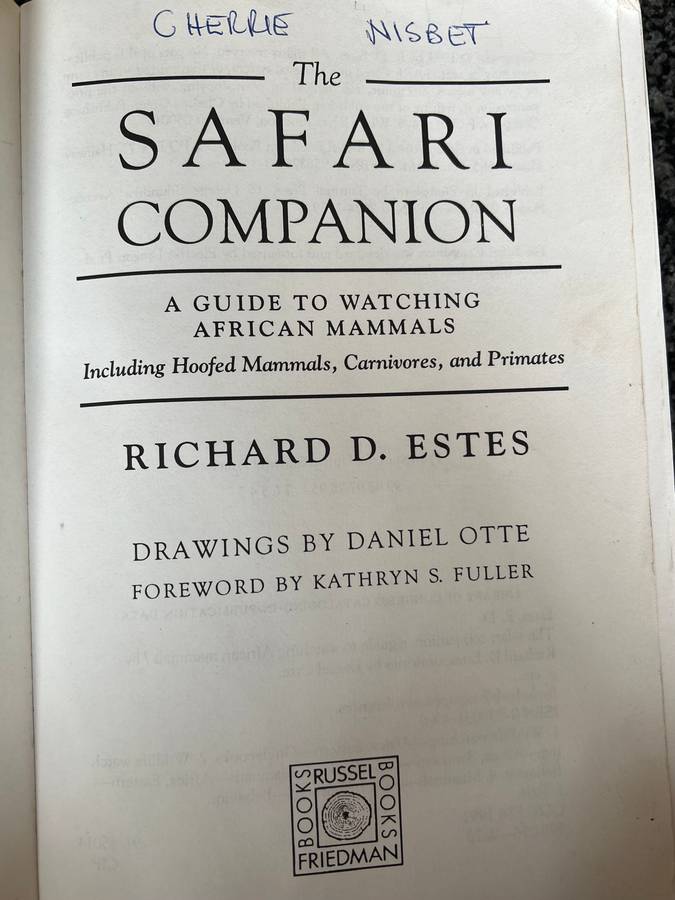 CHERRIE NISBET
The
SAFARI
COMPANION
A GUIDE TO WATCHING
AFRICAN MAMMALS
Including Hoofed Mammals, Carnivores, and Primates
RICHARD D. ESTES
DRAWINGS BY DANIEL OTTE
FOREWORD BY KATHRYN S. FULLER
RUSSEL
BOOKS
BOOKS
FRIEDMAN